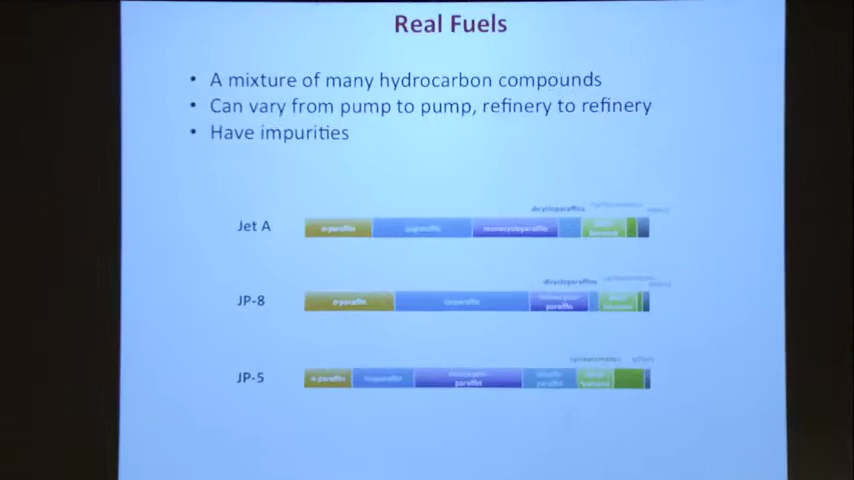 Real Fuels
• A mixture of many hydrocarbon compounds
• Can vary from pump to pump, refinery to refinery
• Have impurities
dicycloparaffins
Jet A
n-paraffin
isoparaffin
monocycloparaffin
dicycloparaffins
JP-8
n-paraffin
isoparaffin
paraffin
JP-5
n-paraffin
isoparaffin
paraffin
paraffin